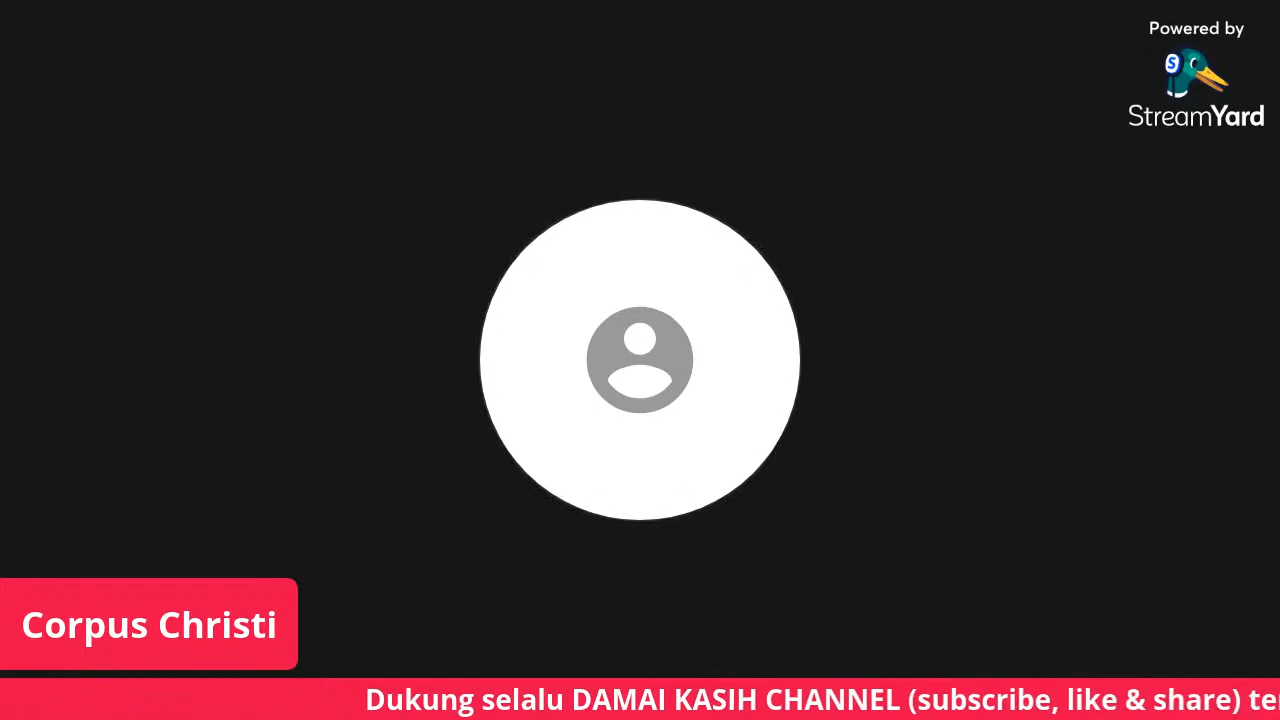 Powered by
S
StreamYard
Corpus Christi
Dukung selalu DAMAI KASIH CHANNEL (subscribe, like & share)